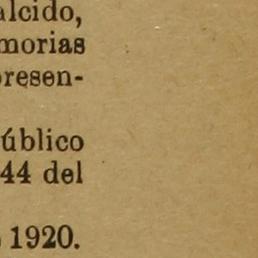 alcido,
morias
presen-
úblico
44 del
1920.